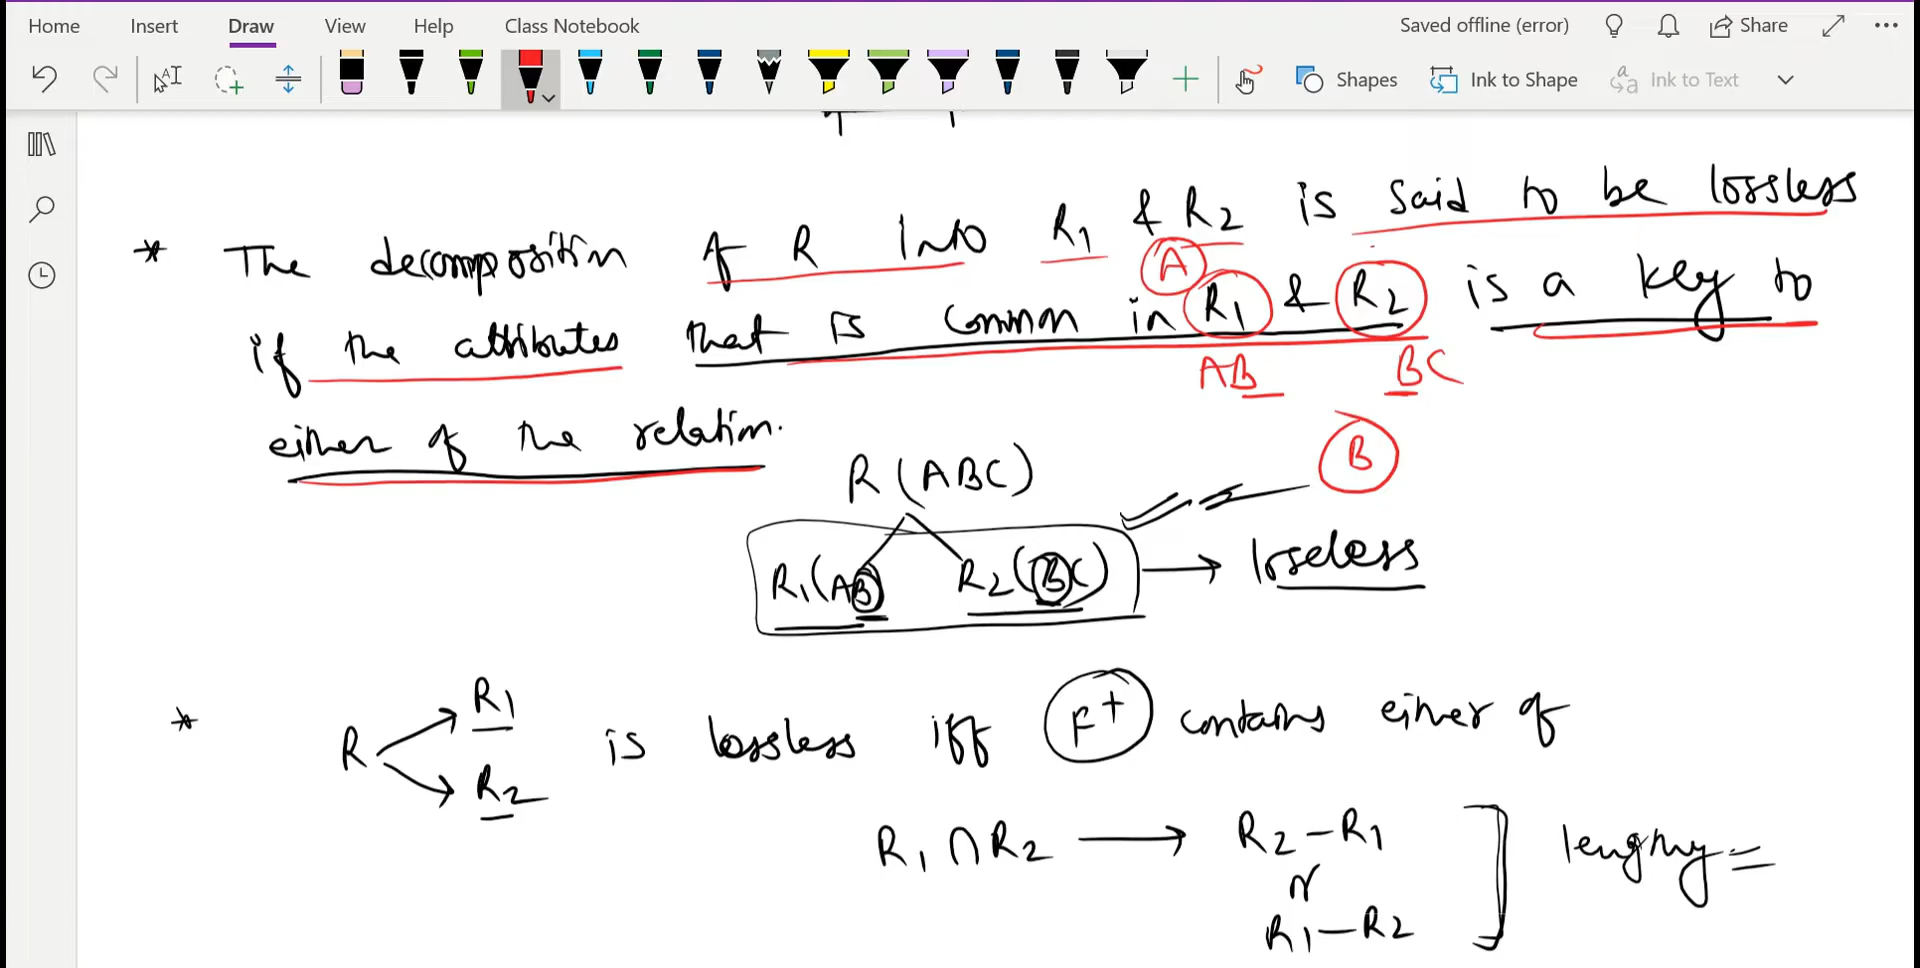 Home Insert Draw View Help Class Notebook Saved offline (error) Share
Shapes Ink to Shape Ink to Text
* The decomposition of R into R1 & R2 is said to be lossless
A
if the attributes that is common in R1 & R2 is a key to
AB BC
either of the relation.
B
R (ABC)
R1(AB R2(BC) → loseless
* R → R1
R2 is lossless iff F+ contains either of
R1 ∩ R2 → R2 - R1
or
R1 - R2
lengthy =